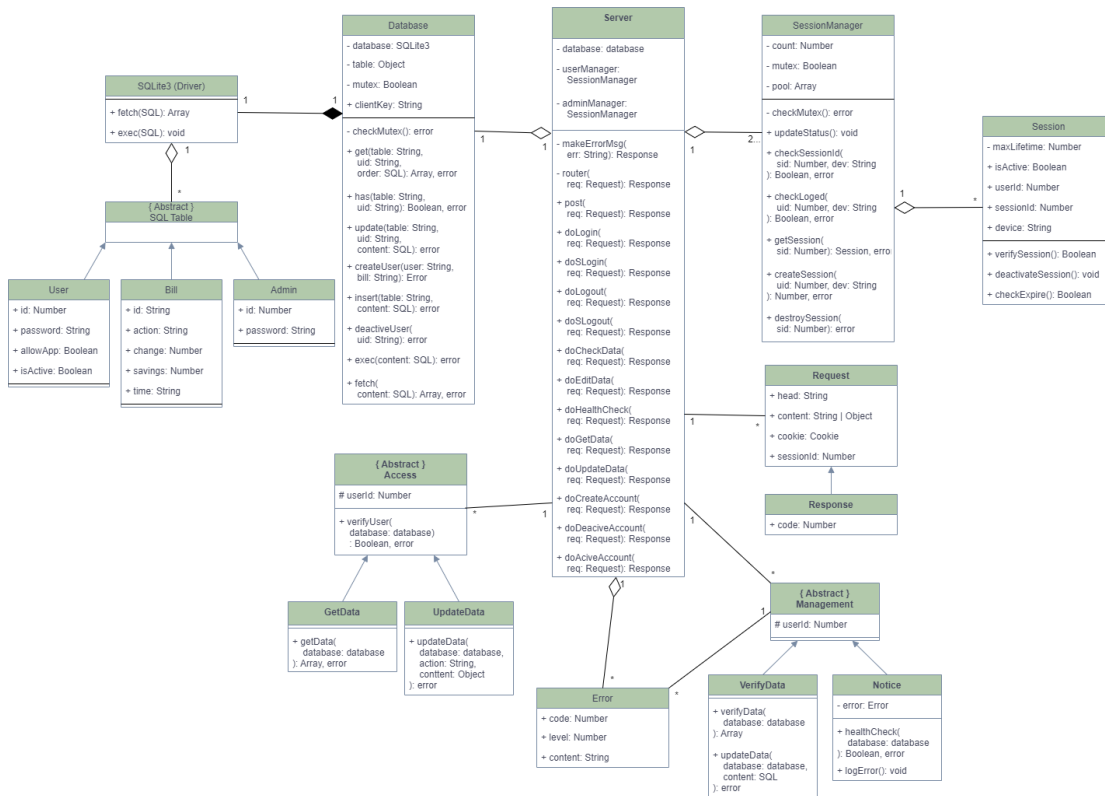 SQLite3 (Driver)
+ fetch(SQL): Array
+ exec(SQL): void
1
1
*
{ Abstract }
SQL Table
User
+ id: Number
+ password: String
+ allowApp: Boolean
+ isActive: Boolean
Bill
+ id: String
+ action: String
+ change: Number
+ savings: Number
+ time: String
Admin
+ id: Number
+ password: String
Database
- database: SQLite3
- table: Object
- mutex: Boolean
+ clientKey: String
- checkMutex(): error
+ get(table: String,
uid: String,
order: SQL): Array, error
+ has(table: String,
uid: String): Boolean, error
+ update(table: String,
uid: String,
content: SQL): error
+ createUser(user: String,
bill: String): Error
+ insert(table: String,
content: SQL): error
+ deactiveUser(
uid: String): error
+ exec(content: SQL): error
+ fetch(
content: SQL): Array, error
1
1
1
Server
- database: database
- userManager:
SessionManager
- adminManager:
SessionManager
- makeErrorMsg(
err: String): Response
- router(
req: Request): Response
+ post(
req: Request): Response
+ doLogin(
req: Request): Response
+ doSLogin(
req: Request): Response
+ doLogout(
req: Request): Response
+ doSLogout(
req: Request): Response
+ doCheckData(
req: Request): Response
+ doEditData(
req: Request): Response
+ doHealthCheck(
req: Request): Response
+ doGetData(
req: Request): Response
+ doUpdateData(
req: Request): Response
+ doCreateAccount(
req: Request): Response
+ doDeaciveAccount(
req: Request): Response
+ doAciveAccount(
req: Request): Response
1
2...
SessionManager
- count: Number
- mutex: Boolean
- pool: Array
- checkMutex(): error
+ updateStatus(): void
+ checkSessionId(
sid: Number, dev: String
): Boolean, error
+ checkLoged(
uid: Number, dev: String
): Boolean, error
+ getSession(
sid: Number): Session, erro
+ createSession(
uid: Number, dev: String
): Number, error
+ destroySession(
sid: Number): error
1
*
Session
- maxLifetime: Number
+ isActive: Boolean
+ userId: Number
+ sessionId: Number
+ device: String
+ verifySession(): Boolean
+ deactivateSession(): void
+ checkExpire(): Boolean
1
*
Request
+ head: String
+ content: String | Object
+ cookie: Cookie
+ sessionId: Number
Response
+ code: Number
{ Abstract }
Access
# userId: Number
+ verifyUser(
database: database)
: Boolean, error
*
1
GetData
+ getData(
database: database
): Array, error
UpdateData
+ updateData(
database: database,
action: String,
conttent: Object
): error
1
*
1
*
{ Abstract }
Management
# userId: Number
1
*
Error
+ code: Number
+ level: Number
+ content: String
VerifyData
+ verifyData(
database: database
): Array
+ updateData(
database: database,
content: SQL
): error
Notice
- error: Error
+ healthCheck(
database: database
): Boolean, error
+ logError(): void